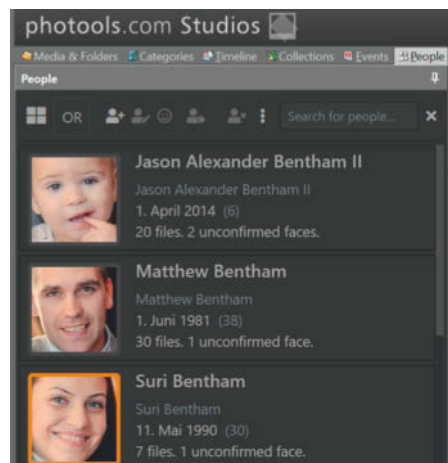 photools.com Studios
Media & Folders Categories Timeline Collections Events People
People
OR Search for people...
Jason Alexander Bentham II
Jason Alexander Bentham II
1. April 2014 (6)
20 files. 2 unconfirmed faces.
Matthew Bentham
Matthew Bentham
1. Juni 1981 (38)
30 files. 1 unconfirmed face.
Suri Bentham
Suri Bentham
11. Mai 1990 (30)
7 files. 1 unconfirmed face.